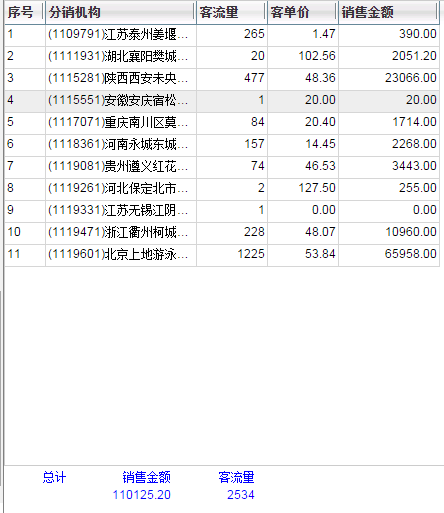 序号 分销机构 客流量 客单价 销售金额
1 (1109791)江苏泰州姜堰... 265 1.47 390.00
2 (1111931)湖北襄阳樊城... 20 102.56 2051.20
3 (1115281)陕西西安未央... 477 48.36 23066.00
4 (1115551)安徽安庆宿松... 1 20.00 20.00
5 (1117071)重庆南川区莫... 84 20.40 1714.00
6 (1118361)河南永城东城... 157 14.45 2268.00
7 (1119081)贵州遵义红花... 74 46.53 3443.00
8 (1119261)河北保定北市... 2 127.50 255.00
9 (1119331)江苏无锡江阴... 1 0.00 0.00
10 (1119471)浙江衢州柯城... 228 48.07 10960.00
11 (1119601)北京上地游泳... 1225 53.84 65958.00
总计 销售金额 客流量
110125.20 2534